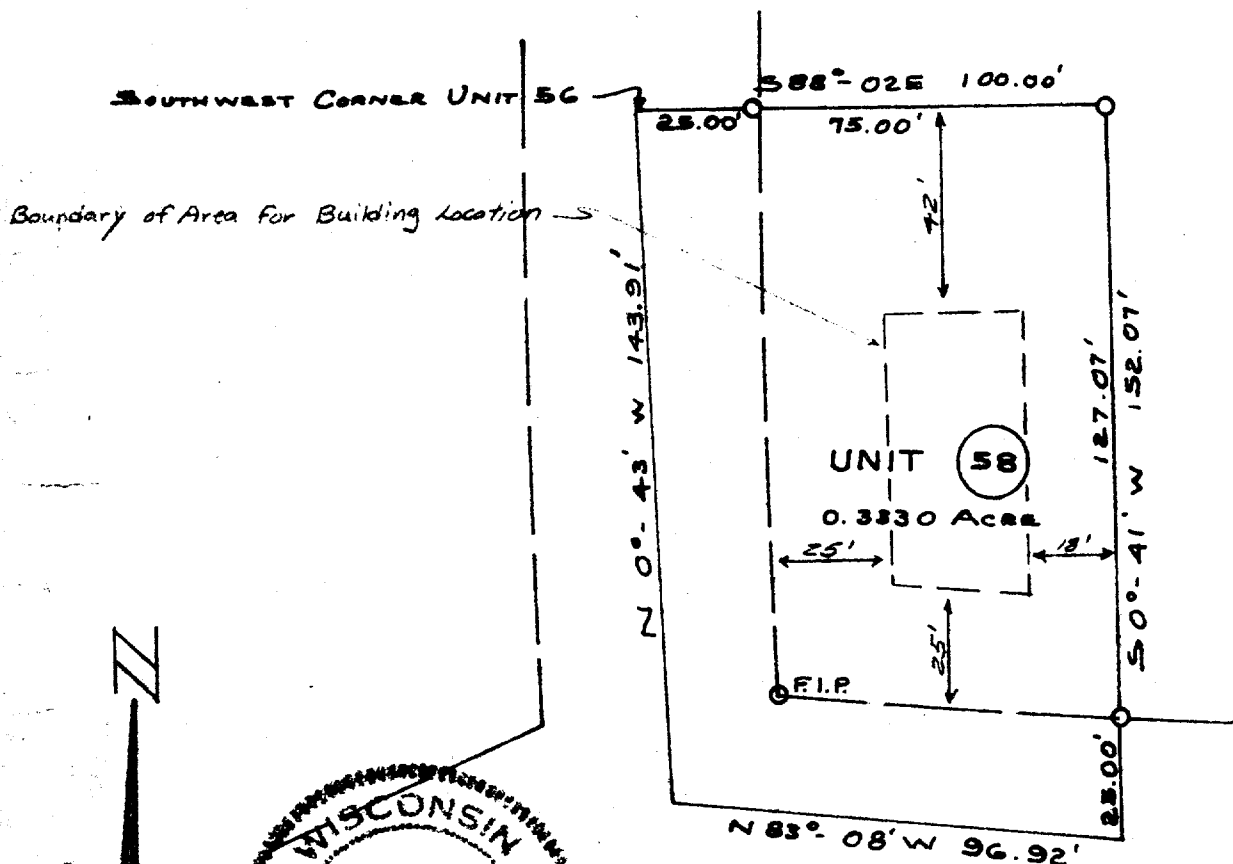 SOUTHWEST CORNER UNIT 56
S88°-02E 100.00'
25.00'
75.00'
Boundary of Area for Building Location
42'
N 0°-43' W 143.91'
127.07'
S 0°-41' W 152.07'
UNIT 58
0.3330 ACRE
25'
18'
25'
F.I.P.
25.00'
N 83°-08' W 96.92'
N
WISCONSIN